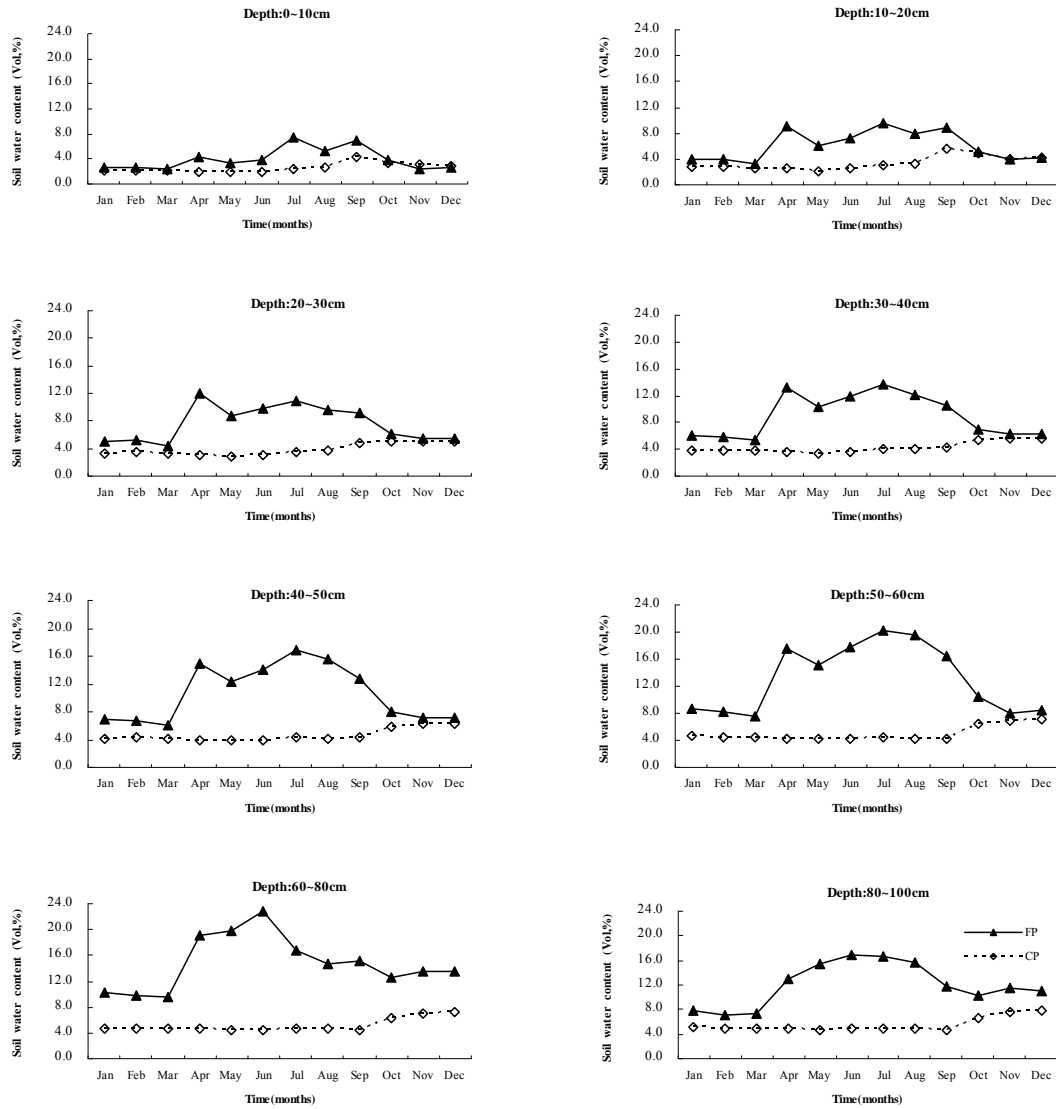 Depth:0~10cm
Soil water content (Vol,%)
24.0
20.0
16.0
12.0
8.0
4.0
0.0
Jan Feb Mar Apr May Jun Jul Aug Sep Oct Nov Dec
Time(months)
Depth:10~20cm
Soil water content (Vol,%)
24.0
20.0
16.0
12.0
8.0
4.0
0.0
Jan Feb Mar Apr May Jun Jul Aug Sep Oct Nov Dec
Time(months)
Depth:20~30cm
Soil water content (Vol,%)
24.0
20.0
16.0
12.0
8.0
4.0
0.0
Jan Feb Mar Apr May Jun Jul Aug Sep Oct Nov Dec
Time(months)
Depth:30~40cm
Soil water content (Vol,%)
24.0
20.0
16.0
12.0
8.0
4.0
0.0
Jan Feb Mar Apr May Jun Jul Aug Sep Oct Nov Dec
Time(months)
Depth:40~50cm
Soil water content (Vol,%)
24.0
20.0
16.0
12.0
8.0
4.0
0.0
Jan Feb Mar Apr May Jun Jul Aug Sep Oct Nov Dec
Time(months)
Depth:50~60cm
Soil water content (Vol,%)
24.0
20.0
16.0
12.0
8.0
4.0
0.0
Jan Feb Mar Apr May Jun Jul Aug Sep Oct Nov Dec
Time(months)
Depth:60~80cm
Soil water content (Vol,%)
24.0
20.0
16.0
12.0
8.0
4.0
0.0
Jan Feb Mar Apr May Jun Jul Aug Sep Oct Nov Dec
Time(months)
Depth:80~100cm
Soil water content (Vol,%)
24.0
20.0
16.0
12.0
8.0
4.0
0.0
FP
CP
Jan Feb Mar Apr May Jun Jul Aug Sep Oct Nov Dec
Time(months)